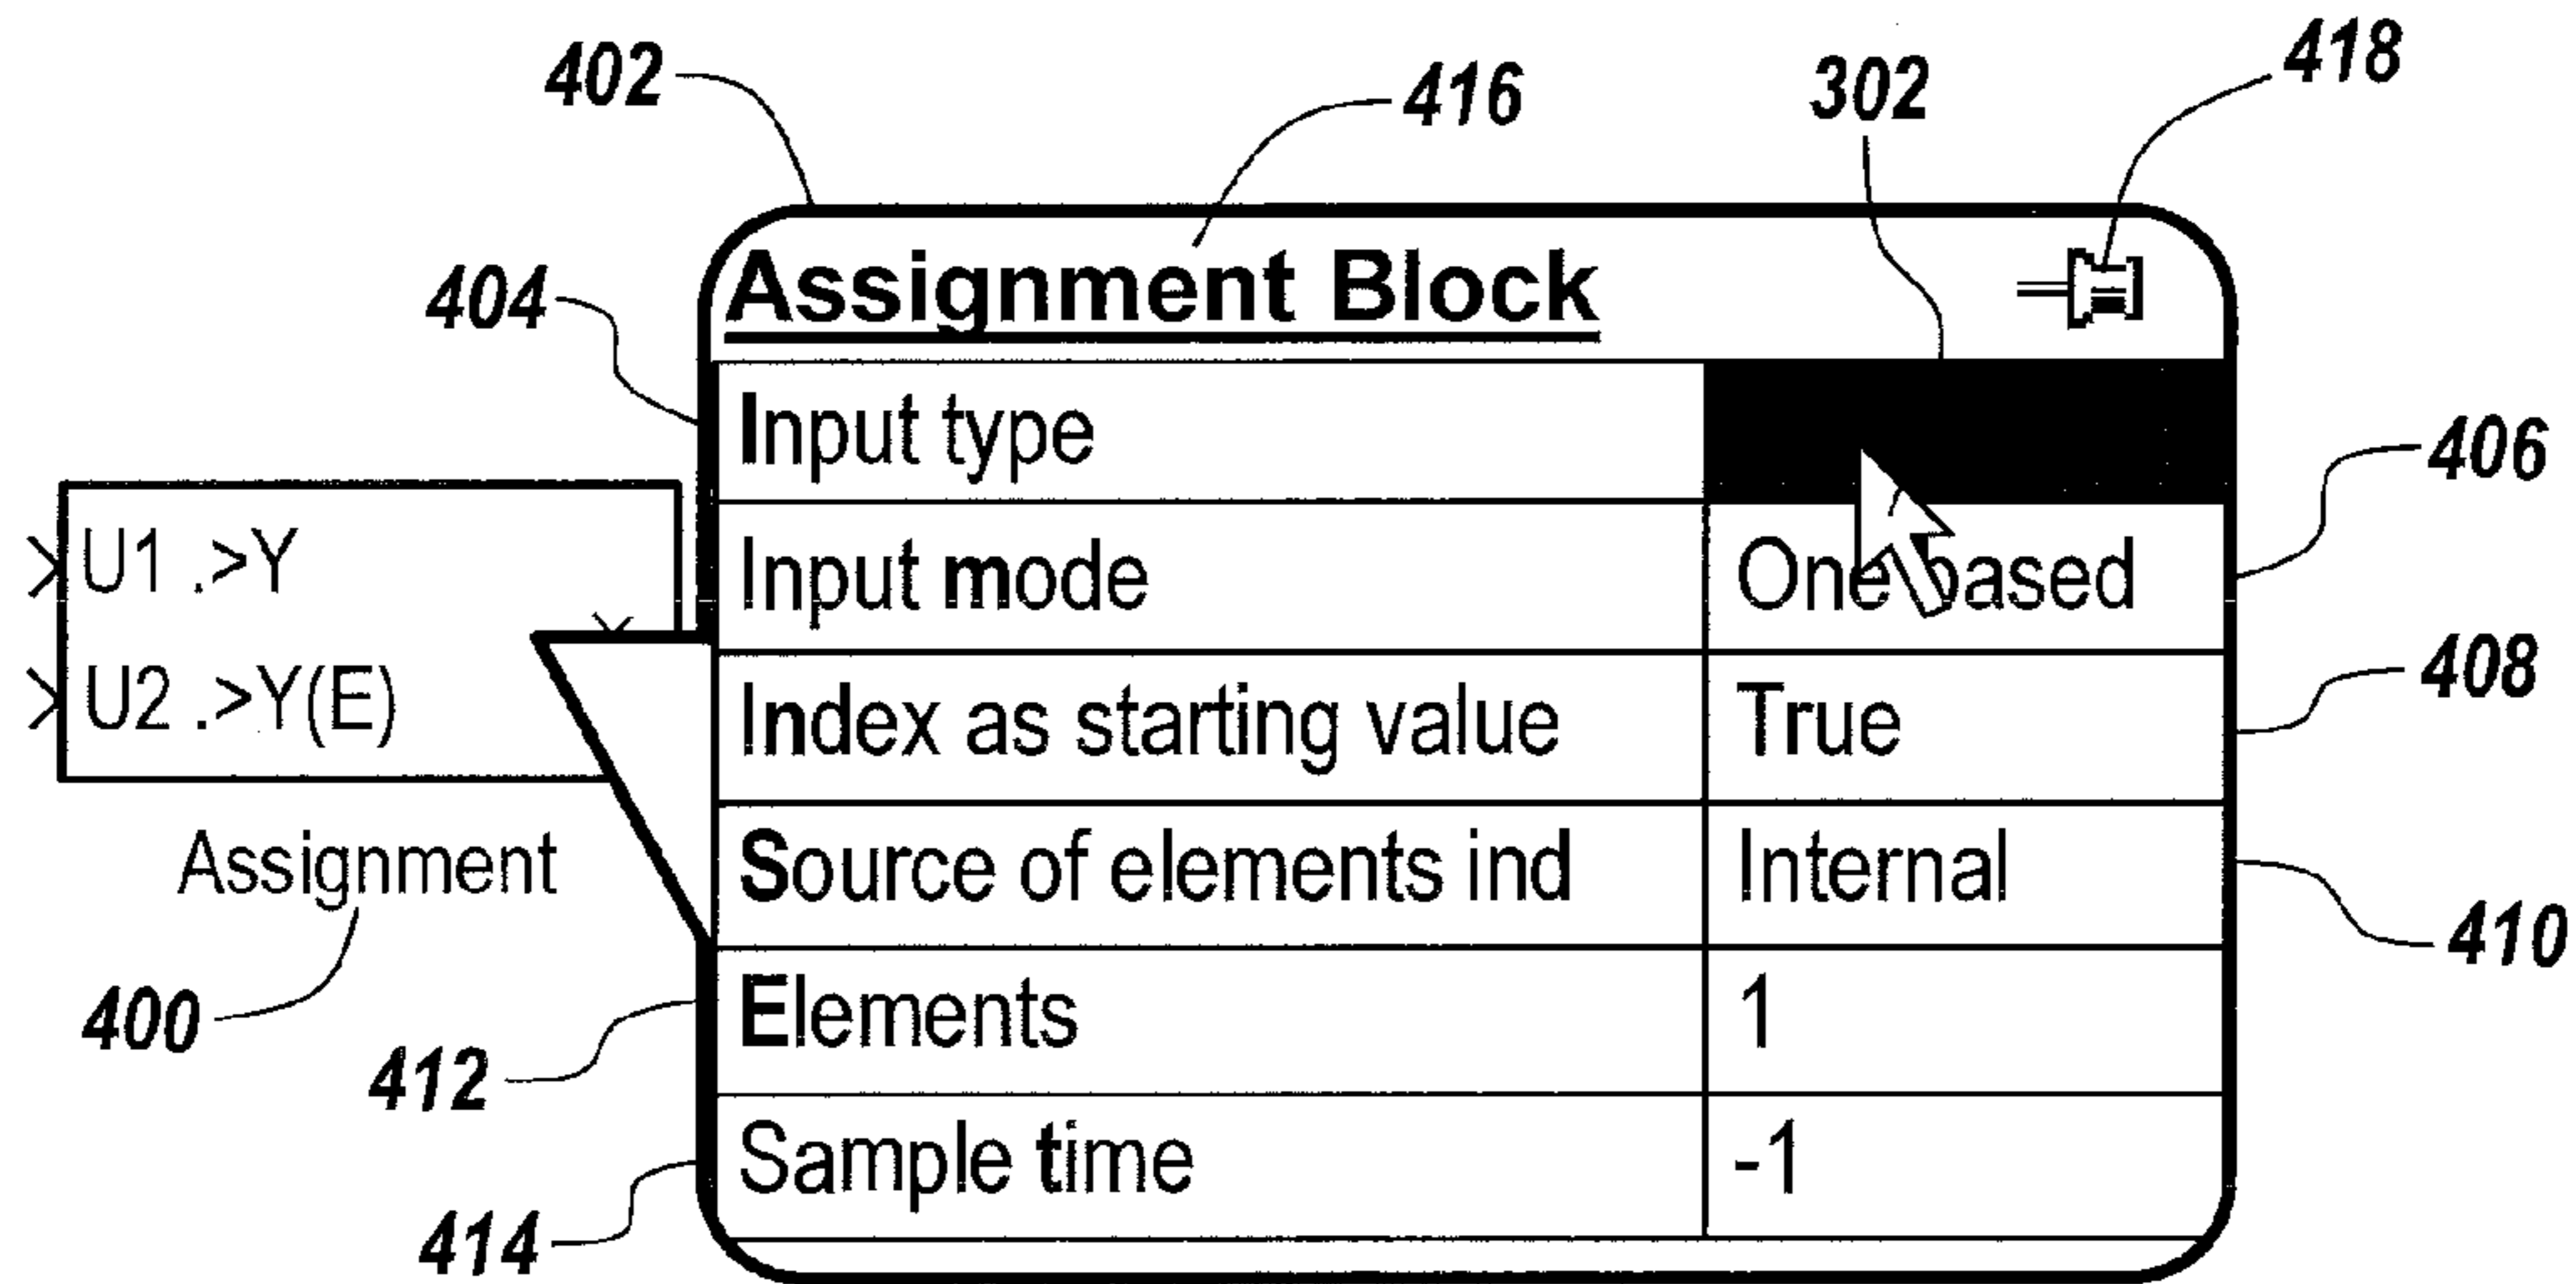 402
416
302
418
Assignment Block
404
Input type
406
U1 .>Y
Input mode One based
U2 .>Y(E)
Index as starting value True
408
Assignment
Source of elements ind Internal
410
400
Elements 1
412
Sample time -1
414